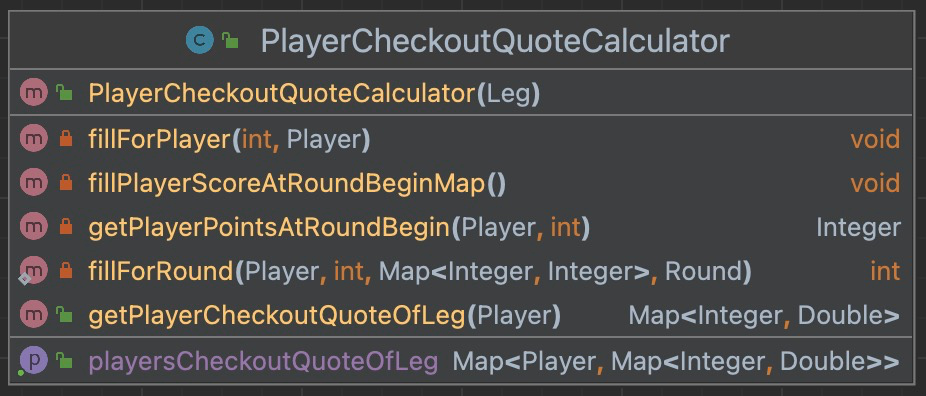 C PlayerCheckoutQuoteCalculator
m PlayerCheckoutQuoteCalculator(Leg)
m fillForPlayer(int, Player) void
m fillPlayerScoreAtRoundBeginMap() void
m getPlayerPointsAtRoundBegin(Player, int) Integer
m fillForRound(Player, int, Map<Integer, Integer>, Round) int
m getPlayerCheckoutQuoteOfLeg(Player) Map<Integer, Double>
p playersCheckoutQuoteOfLeg Map<Player, Map<Integer, Double>>